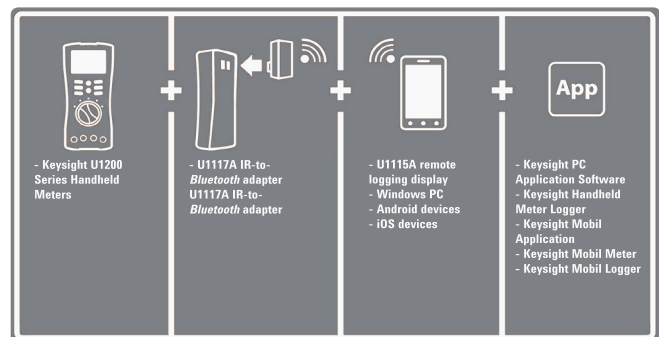 - Keysight U1200
Series Handheld
Meters
- U1117A IR-to-
Bluetooth adapter
U1117A IR-to-
Bluetooth adapter
- U1115A remote
logging display
- Windows PC
- Android devices
- iOS devices
App
- Keysight PC
Application Software
- Keysight Handheld
Meter Logger
- Keysight Mobil
Application
- Keysight Mobil Meter
- Keysight Mobil Logger